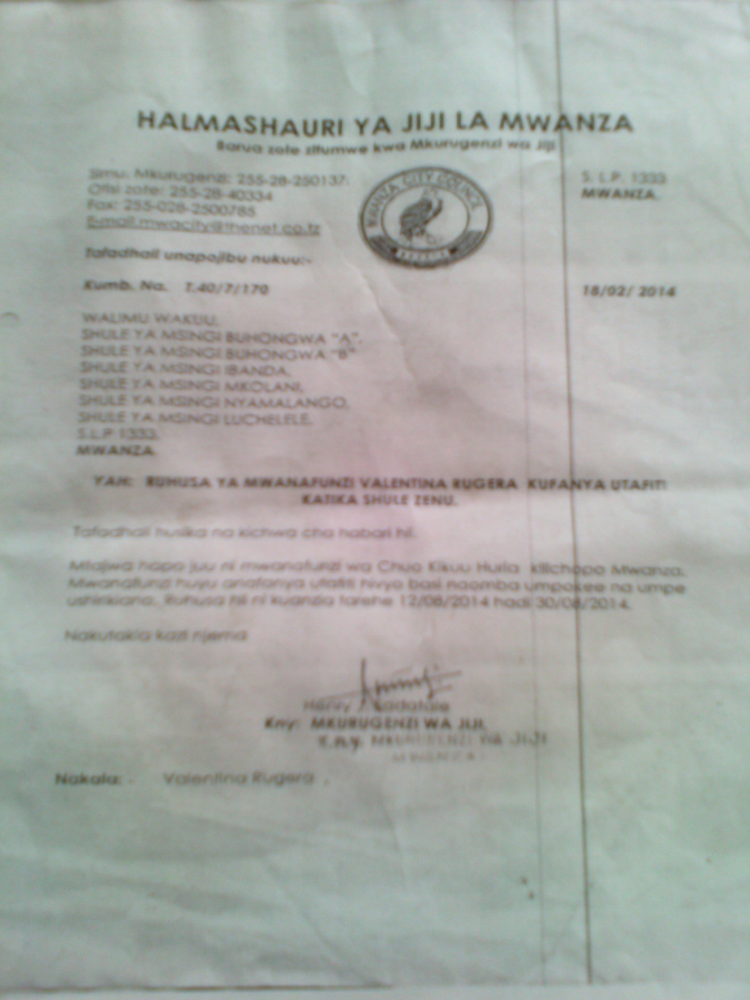 HALMASHAURI YA JIJI LA MWANZA
Barua zote zitumwe kwa Mkurugenzi wa Jiji
Simu: Mkurugenzi: 255-28-250137.
Ofisi zote: 255-28-40334
Fax: 255-028-2500785
E-mail.mwacity@thenet.co.tz
MWANZA CITY COUNCIL
S. L.P. 1333
MWANZA.
Tafadhali unapojibu nukuu:-
Kumb. Na. T.40/7/170
18/02/ 2014
WALIMU WAKUU,
SHULE YA MSINGI BUHONGWA "A".
SHULE YA MSINGI BUHONGWA "B"
SHULE YA MSINGI IBANDA,
SHULE YA MSINGI MKOLANI,
SHULE YA MSINGI NYAMALANGO,
SHULE YA MSINGI LUCHELELE,
S.L.P 1333,
MWANZA
YAH: RUHUSA YA MWANAFUNZI VALENTINA RUGERA KUFANYA UTAFITI
KATIKA SHULE ZENU.
Tafadhali husika na kichwa cha habari hii.
Mtajwa hapo juu ni mwanafunzi wa Chuo Kikuu Huria kilichopo Mwanza.
Mwanafunzi huyu anafanya utafiti hivyo basi naomba umpokee na umpe
ushirikiano. Ruhusa hii ni kuanzia tarehe 12/08/2014 hadi 30/08/2014.
Nakutakia kazi njema
Kny: MKURUGENZI WA JIJI,
K.n.y. MKURUGENZI WA JIJI
MWANZA
Nakala: - Valentina Rugera .